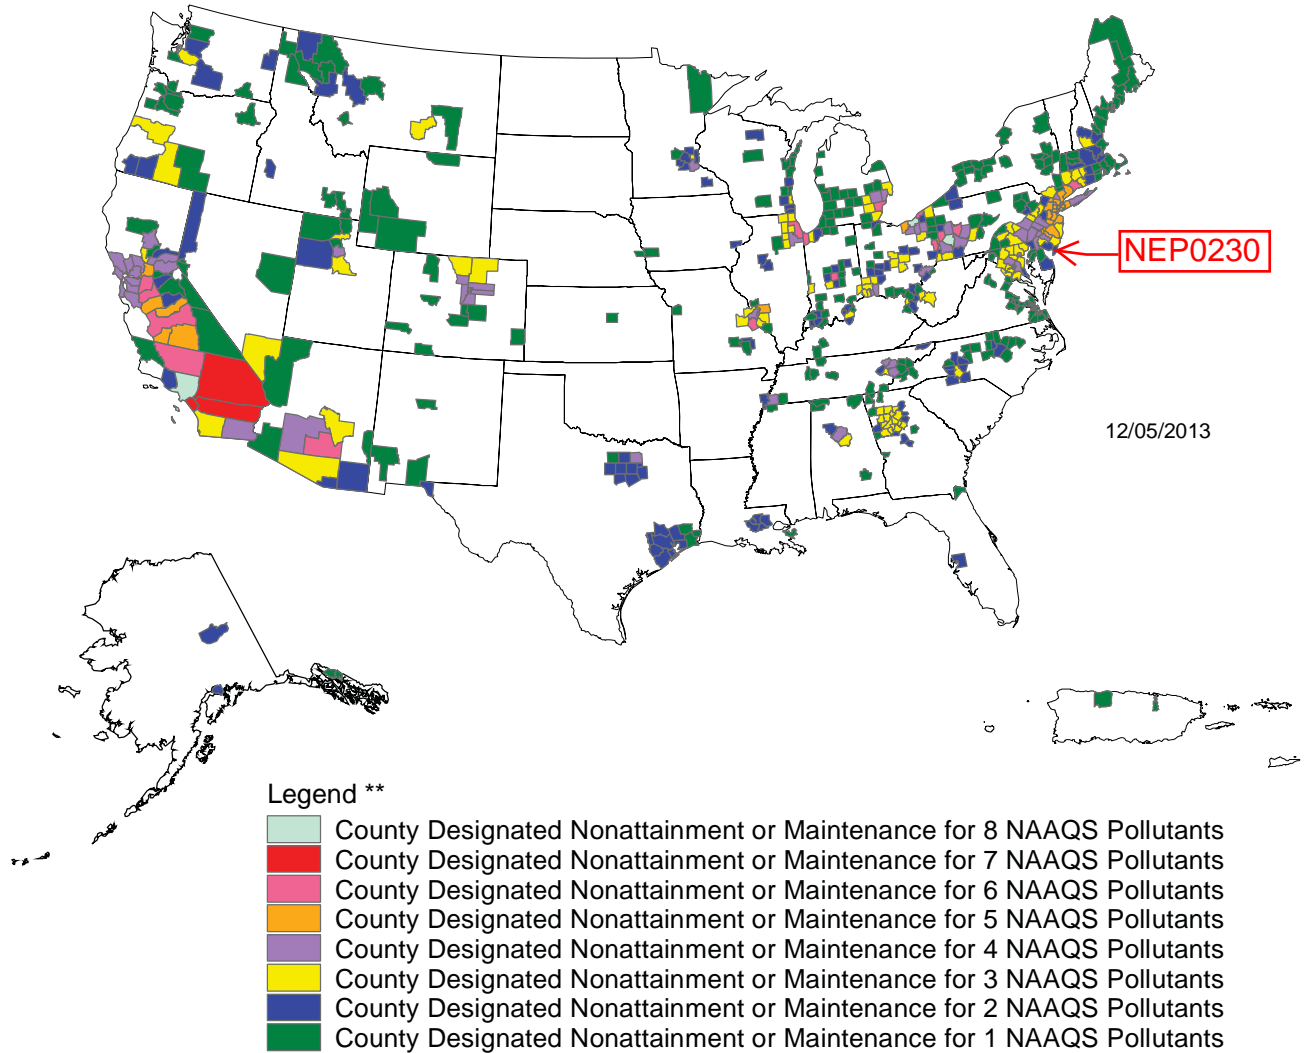 NEP0230
12/05/2013
Legend **
County Designated Nonattainment or Maintenance for 8 NAAQS Pollutants
County Designated Nonattainment or Maintenance for 7 NAAQS Pollutants
County Designated Nonattainment or Maintenance for 6 NAAQS Pollutants
County Designated Nonattainment or Maintenance for 5 NAAQS Pollutants
County Designated Nonattainment or Maintenance for 4 NAAQS Pollutants
County Designated Nonattainment or Maintenance for 3 NAAQS Pollutants
County Designated Nonattainment or Maintenance for 2 NAAQS Pollutants
County Designated Nonattainment or Maintenance for 1 NAAQS Pollutants